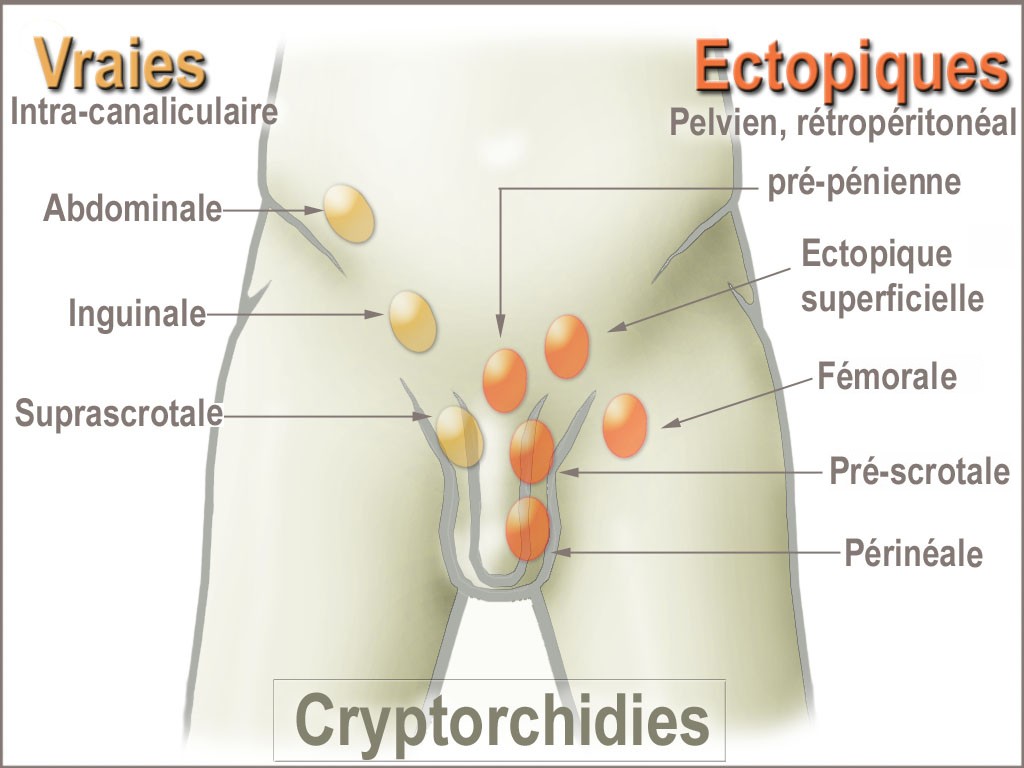 Vraies
Intra-canaliculaire
Abdominale
Inguinale
Suprascrotale
Ectopiques
Pelvien, rétropéritonéal
pré-pénienne
Ectopique
superficielle
Fémorale
Pré-scrotale
Périnéale
Cryptorchidies